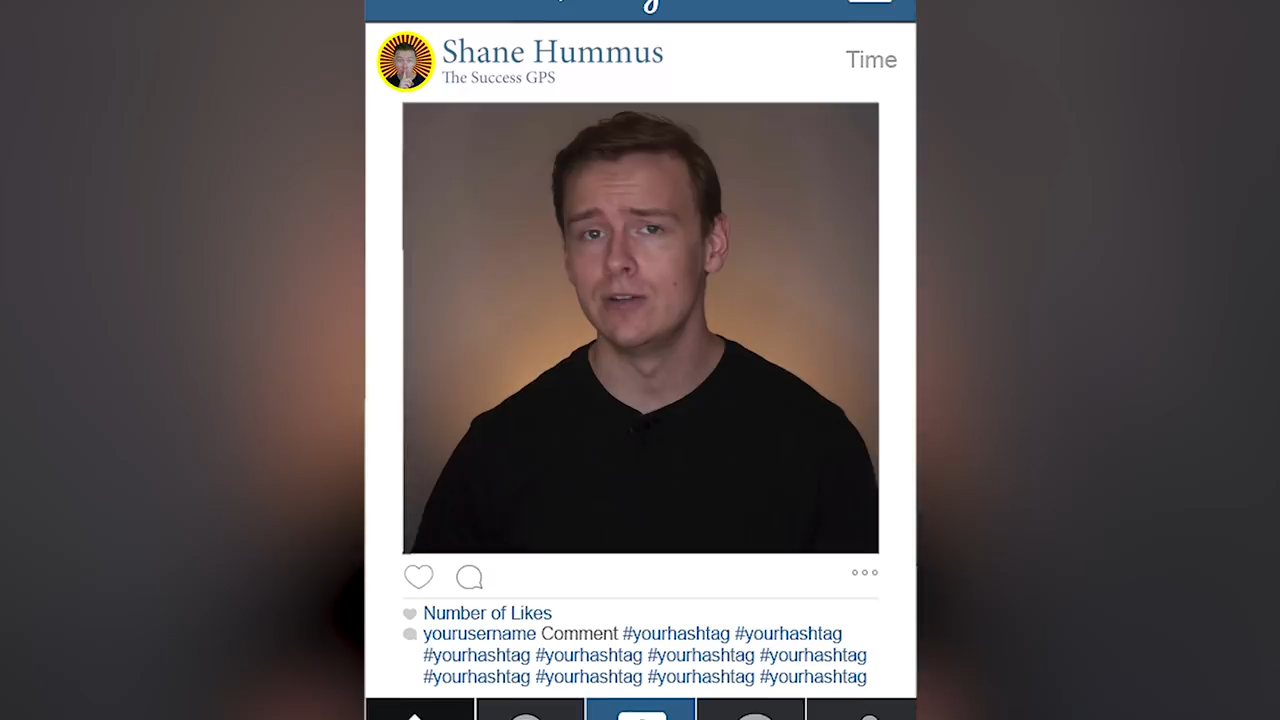 Shane Hummus
The Success GPS
Time
Number of Likes
yourusername Comment #yourhashtag #yourhashtag
#yourhashtag #yourhashtag #yourhashtag #yourhashtag
#yourhashtag #yourhashtag #yourhashtag #yourhashtag